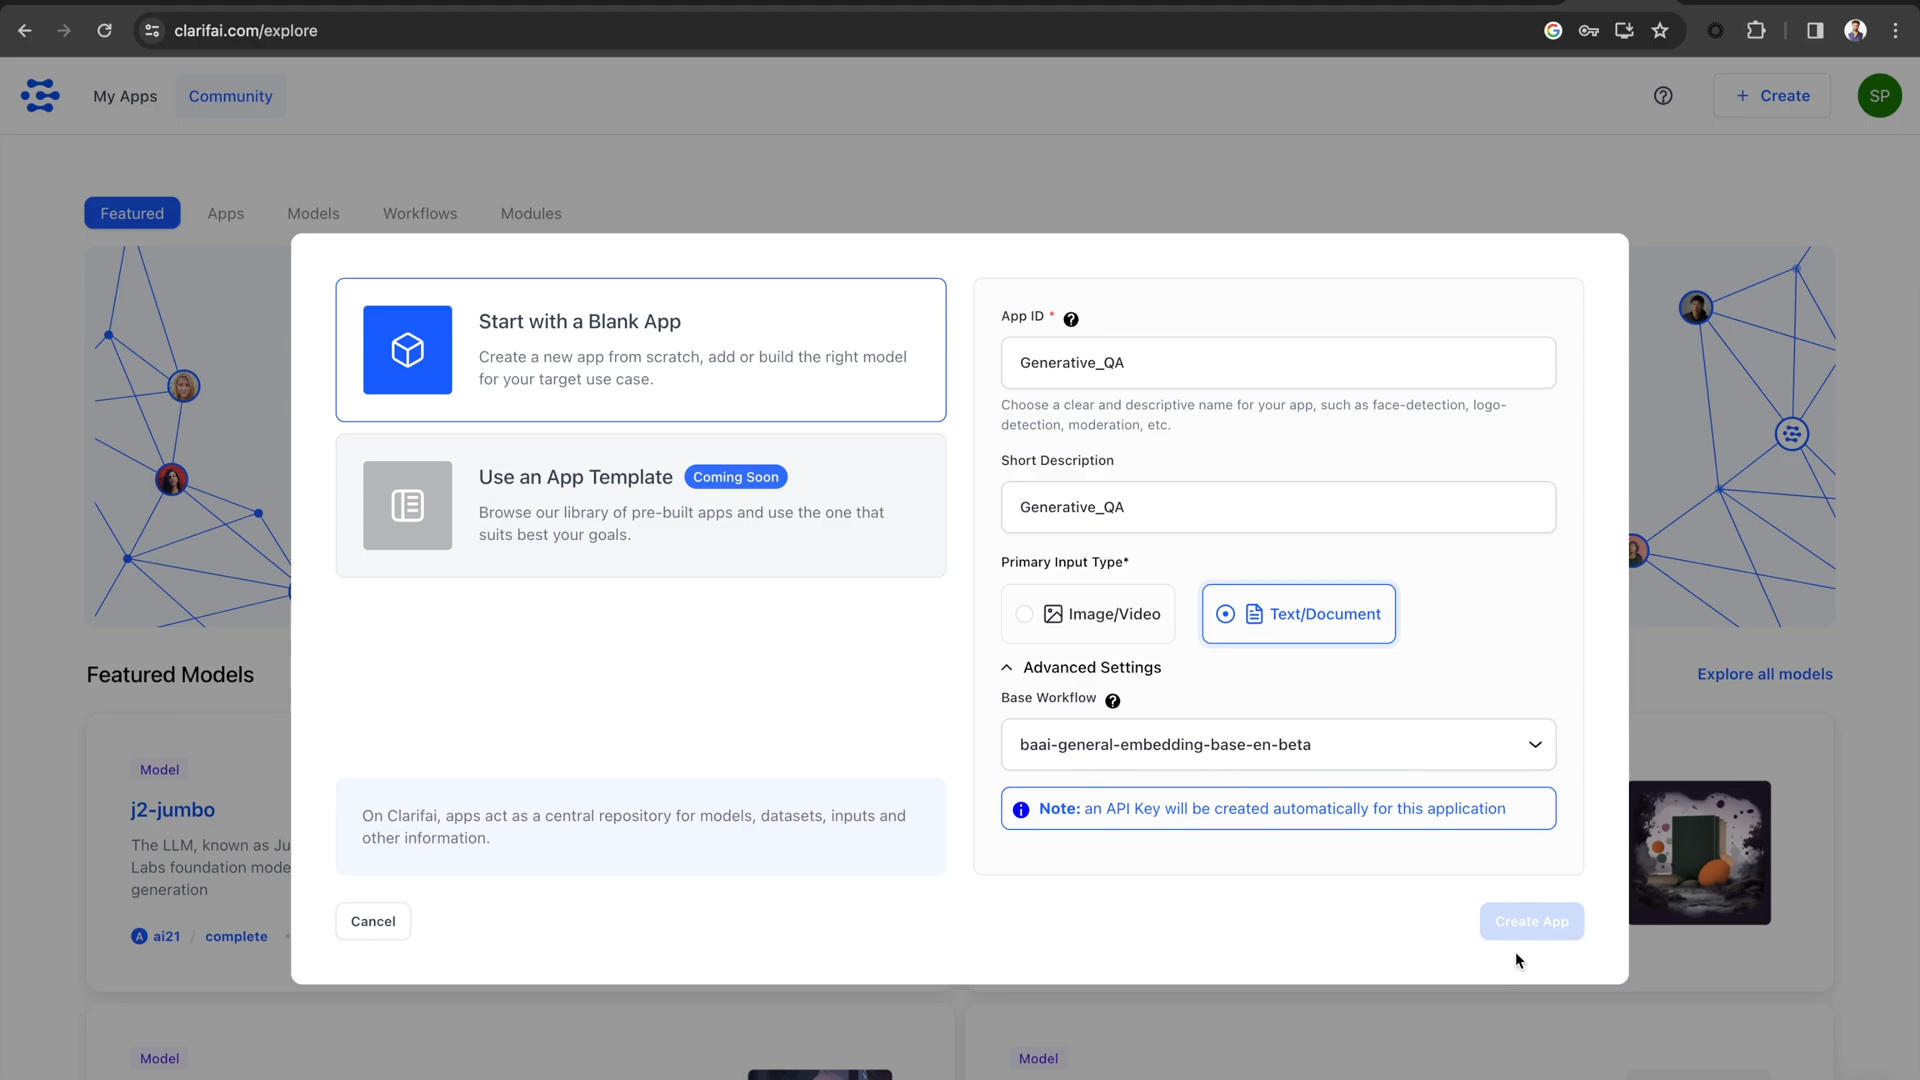 clarifai.com/explore
My Apps
Community
+ Create
SP
Featured
Apps
Models
Workflows
Modules
Start with a Blank App
Create a new app from scratch, add or build the right model
for your target use case.
Use an App Template
Coming Soon
Browse our library of pre-built apps and use the one that
suits best your goals.
On Clarifai, apps act as a central repository for models, datasets, inputs and
other information.
App ID *
Generative_QA
Choose a clear and descriptive name for your app, such as face-detection, logo-
detection, moderation, etc.
Short Description
Generative_QA
Primary Input Type*
Image/Video
Text/Document
Advanced Settings
Base Workflow
baai-general-embedding-base-en-beta
Note: an API Key will be created automatically for this application
Cancel
Create App
Featured Models
Explore all models
Model
j2-jumbo
The LLM, known as Ju
Labs foundation mode
generation
A ai21 / complete
Model
Model